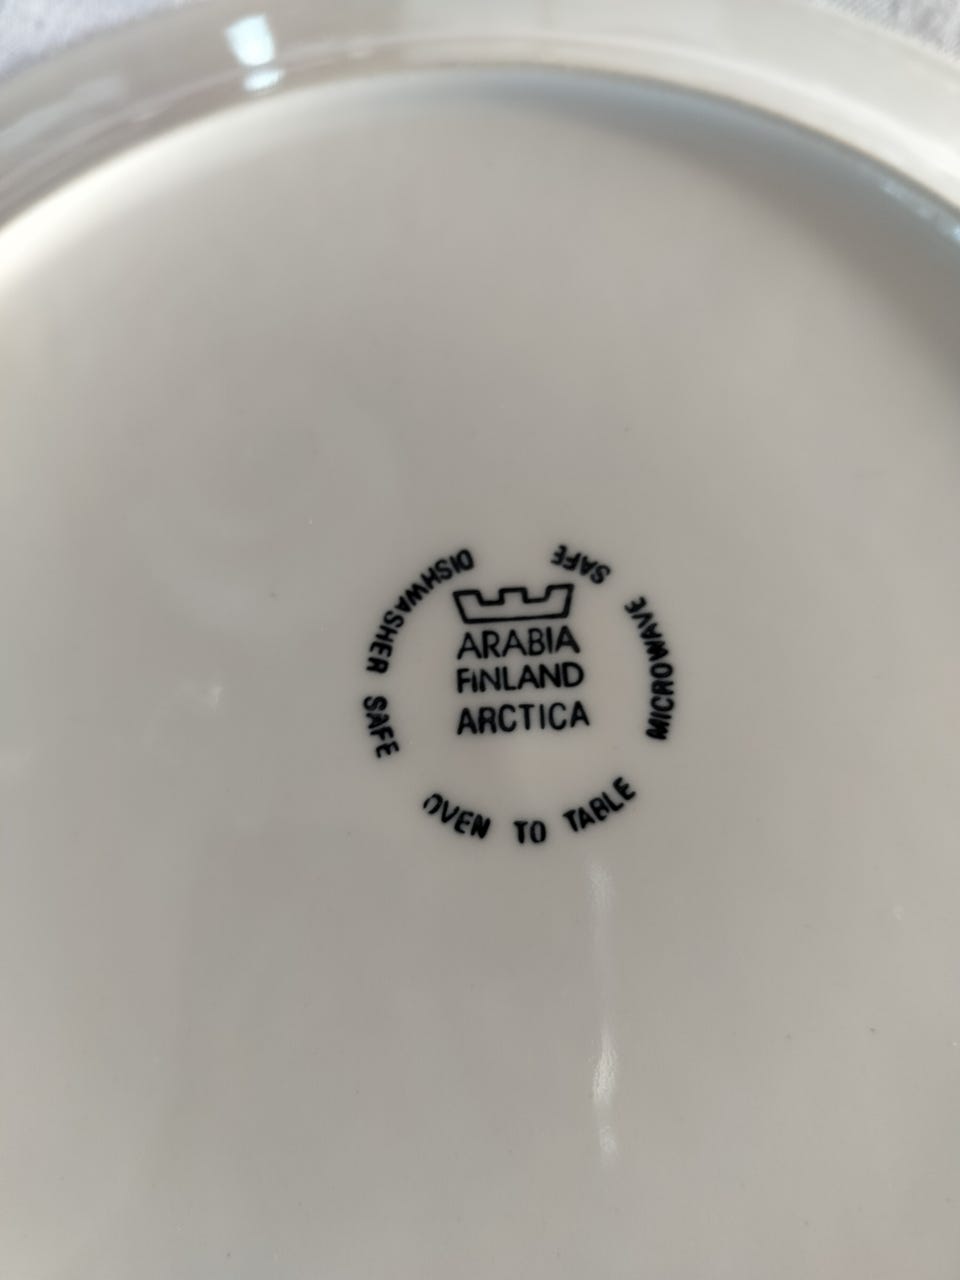 ARABIA
FINLAND
ARCTICA
DISHWASHER SAFE
OVEN TO TABLE
MICROWAVE SAFE